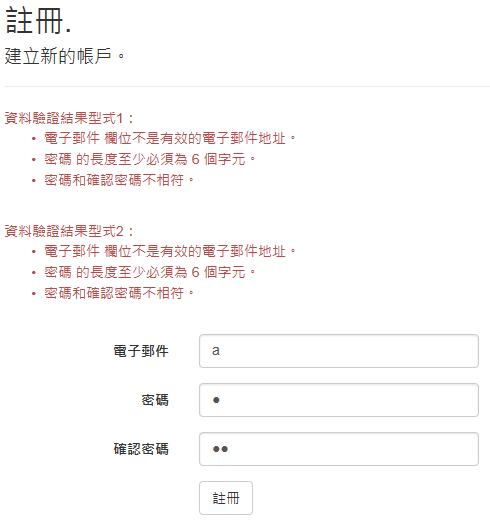 註冊.
建立新的帳戶。
資料驗證結果型式1：
• 電子郵件 欄位不是有效的電子郵件地址。
• 密碼 的長度至少必須為 6 個字元。
• 密碼和確認密碼不相符。
資料驗證結果型式2：
• 電子郵件 欄位不是有效的電子郵件地址。
• 密碼 的長度至少必須為 6 個字元。
• 密碼和確認密碼不相符。
電子郵件 a
密碼 ●
確認密碼 ●●
註冊